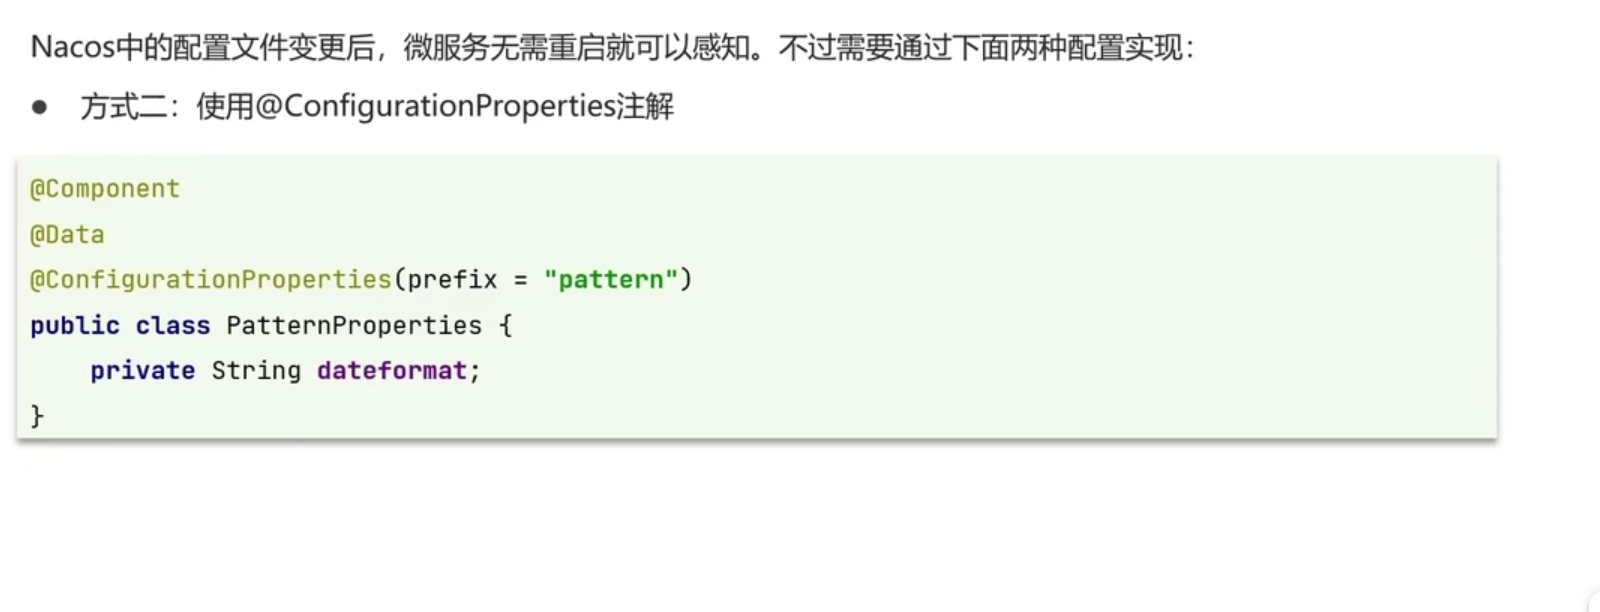 Nacos中的配置文件变更后，微服务无需重启就可以感知。不过需要通过下面两种配置实现：
● 方式二：使用@ConfigurationProperties注解
@Component
@Data
@ConfigurationProperties(prefix = "pattern")
public class PatternProperties {
    private String dateformat;
}